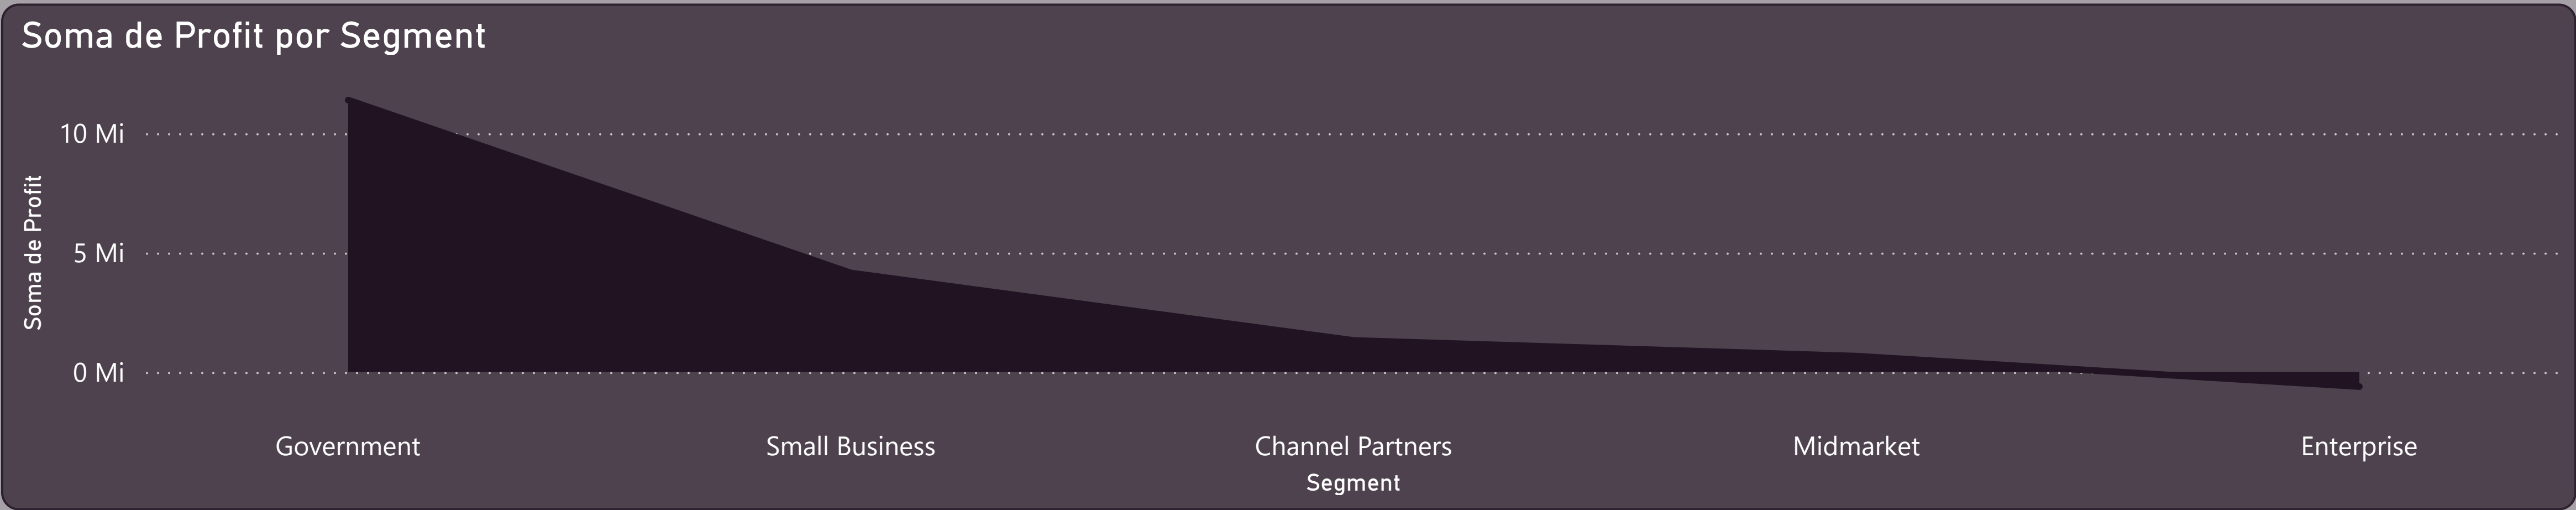 Soma de Profit por Segment
10 Mi
5 Mi
0 Mi
Soma de Profit
Government
Small Business
Channel Partners
Midmarket
Enterprise
Segment